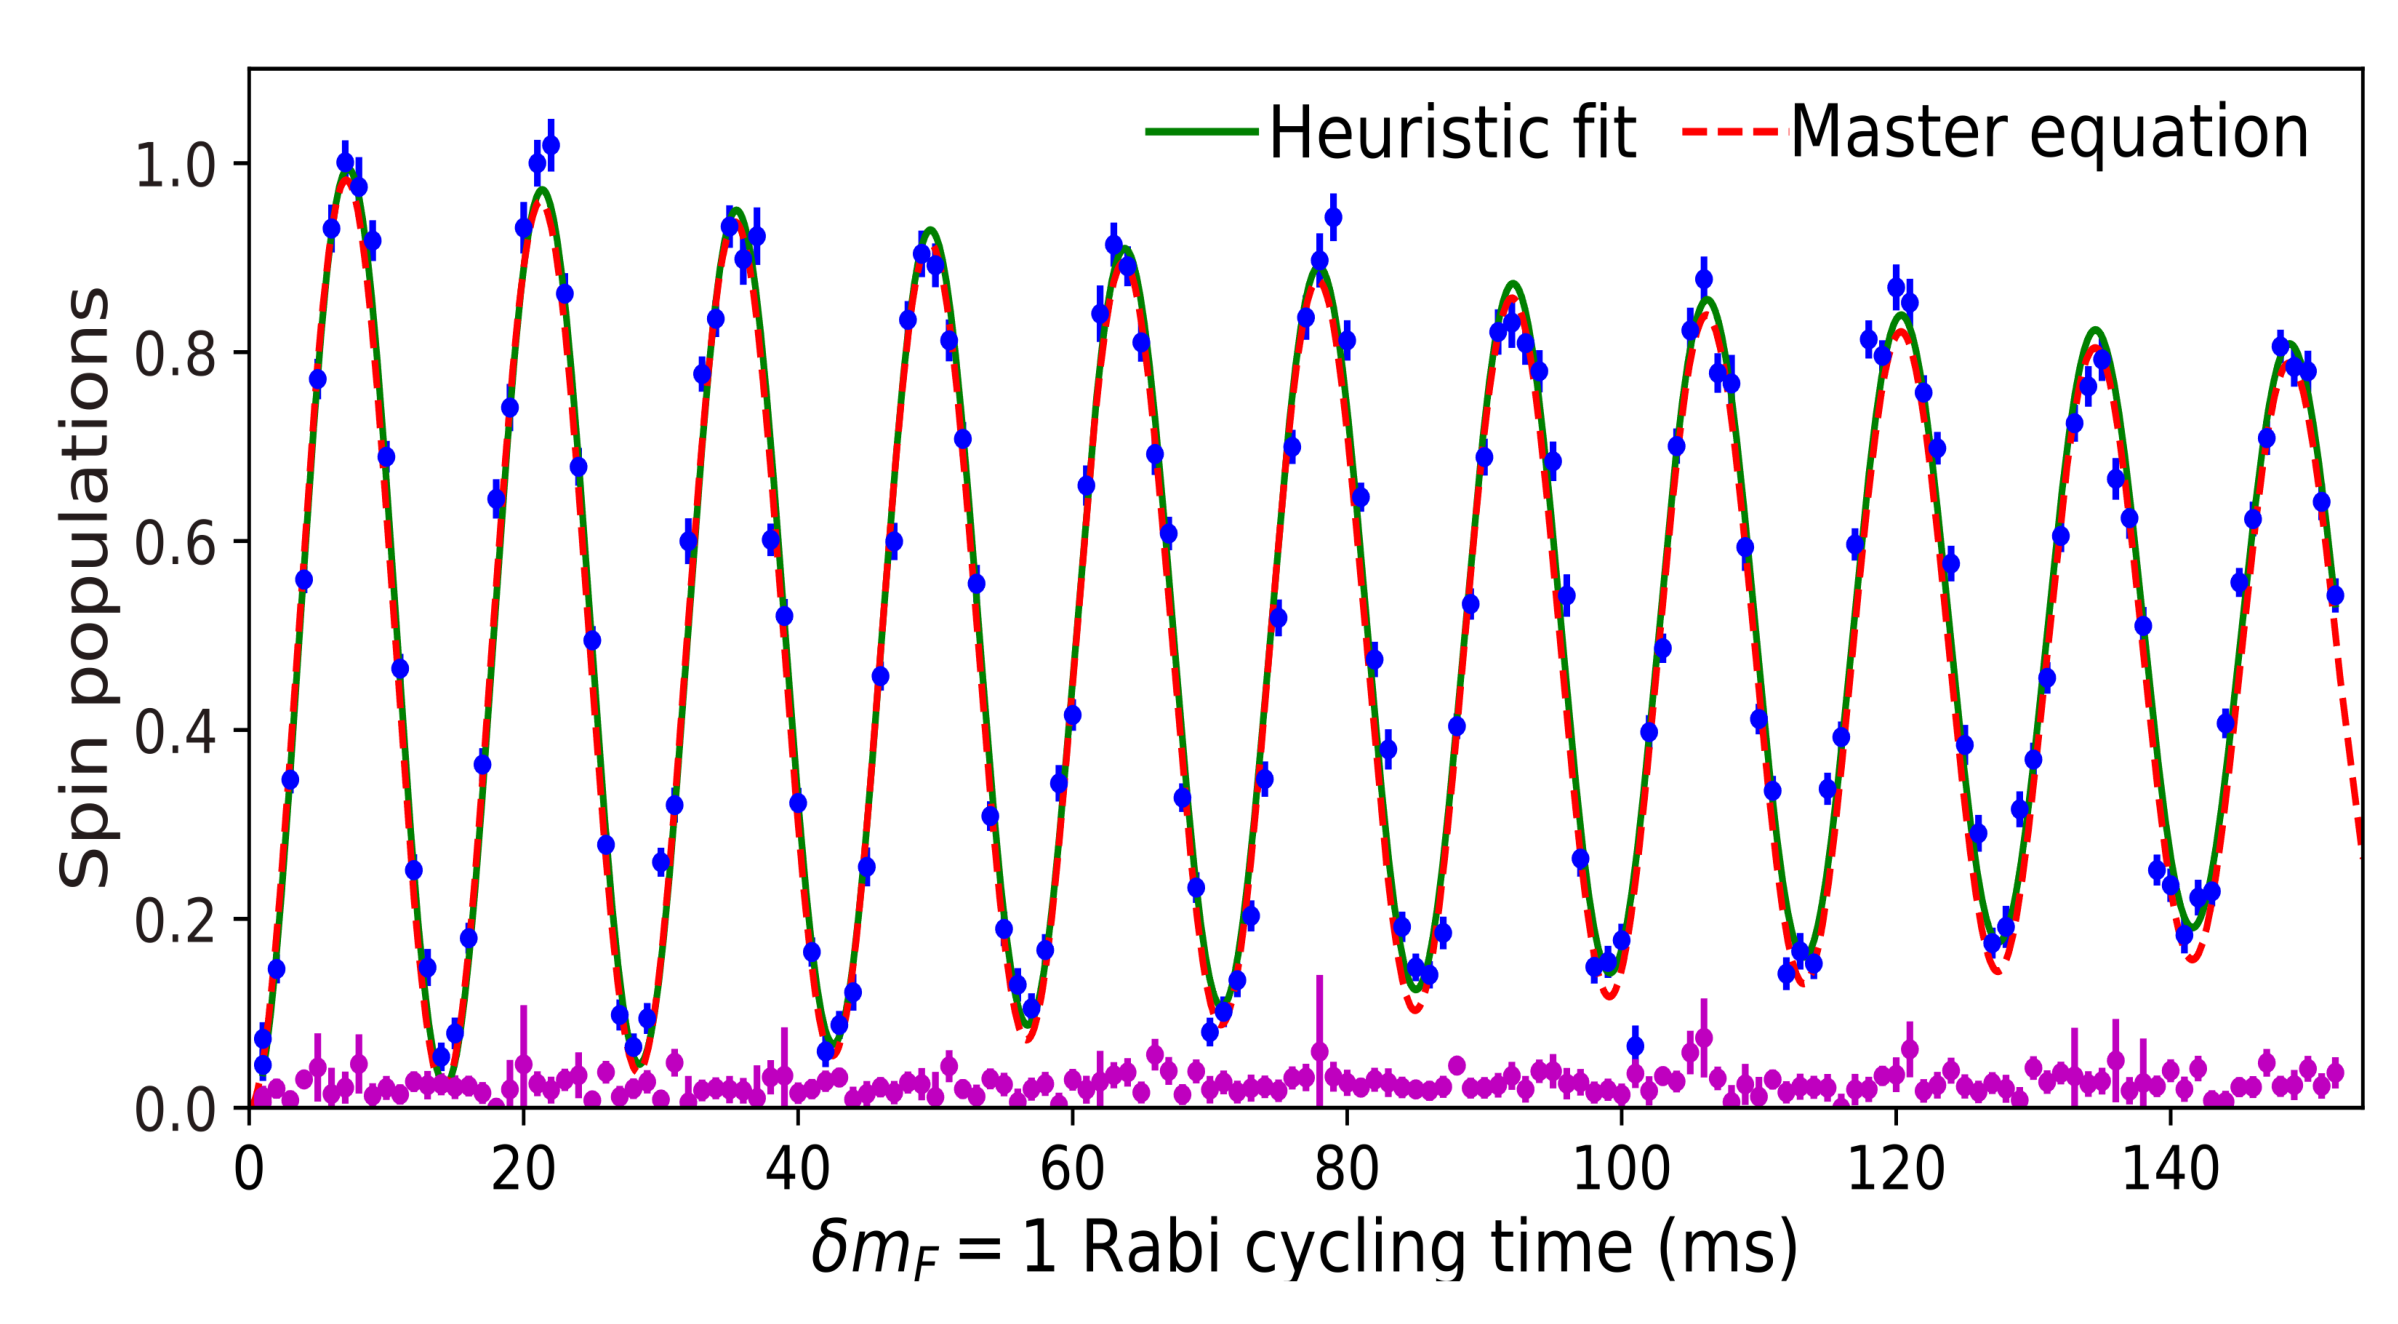 Heuristic fit Master equation
1.0
0.8
0.6
0.4
0.2
0.0
Spin populations
0 20 40 60 80 100 120 140
δm_F = 1 Rabi cycling time (ms)